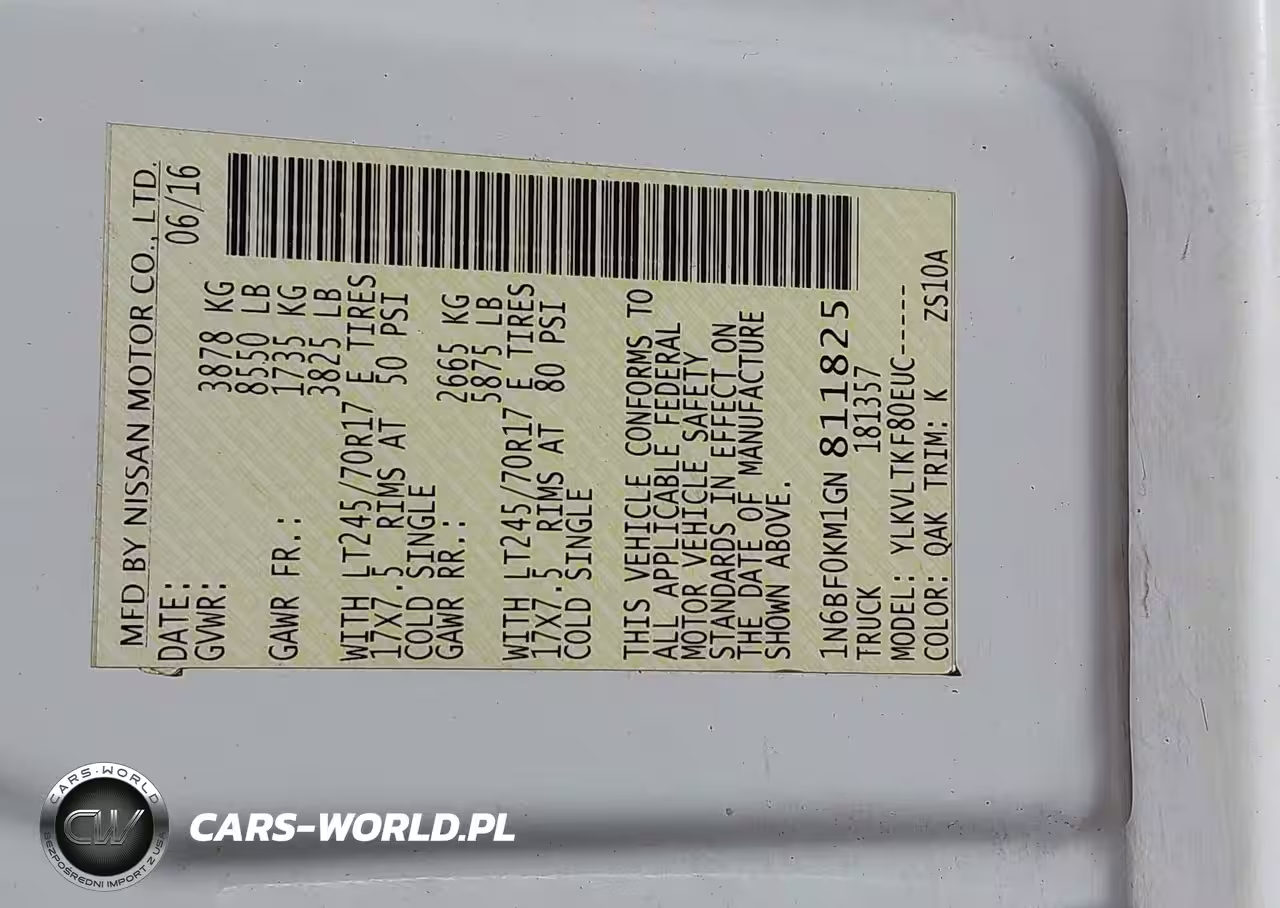 MFD BY NISSAN MOTOR CO., LTD.
DATE: 06/16
GVWR: 3878 KG
8550 LB
GAWR FR.: 1735 KG
3825 LB
WITH LT245/70R17 E TIRES
17X7.5 RIMS AT 50 PSI
COLD SINGLE
GAWR RR.: 2665 KG
5875 LB
WITH LT245/70R17 E TIRES
17X7.5 RIMS AT 80 PSI
COLD SINGLE
THIS VEHICLE CONFORMS TO
ALL APPLICABLE FEDERAL
MOTOR VEHICLE SAFETY
STANDARDS IN EFFECT ON
THE DATE OF MANUFACTURE
SHOWN ABOVE.
1N6BF0KM1GN 811825
TRUCK 181357
MODEL: YLKVLTKF80EUC-----
COLOR: QAK TRIM: K ZS10A
CARS-WORLD
CW
BEZPOŚREDNI IMPORT Z USA
CARS-WORLD.PL